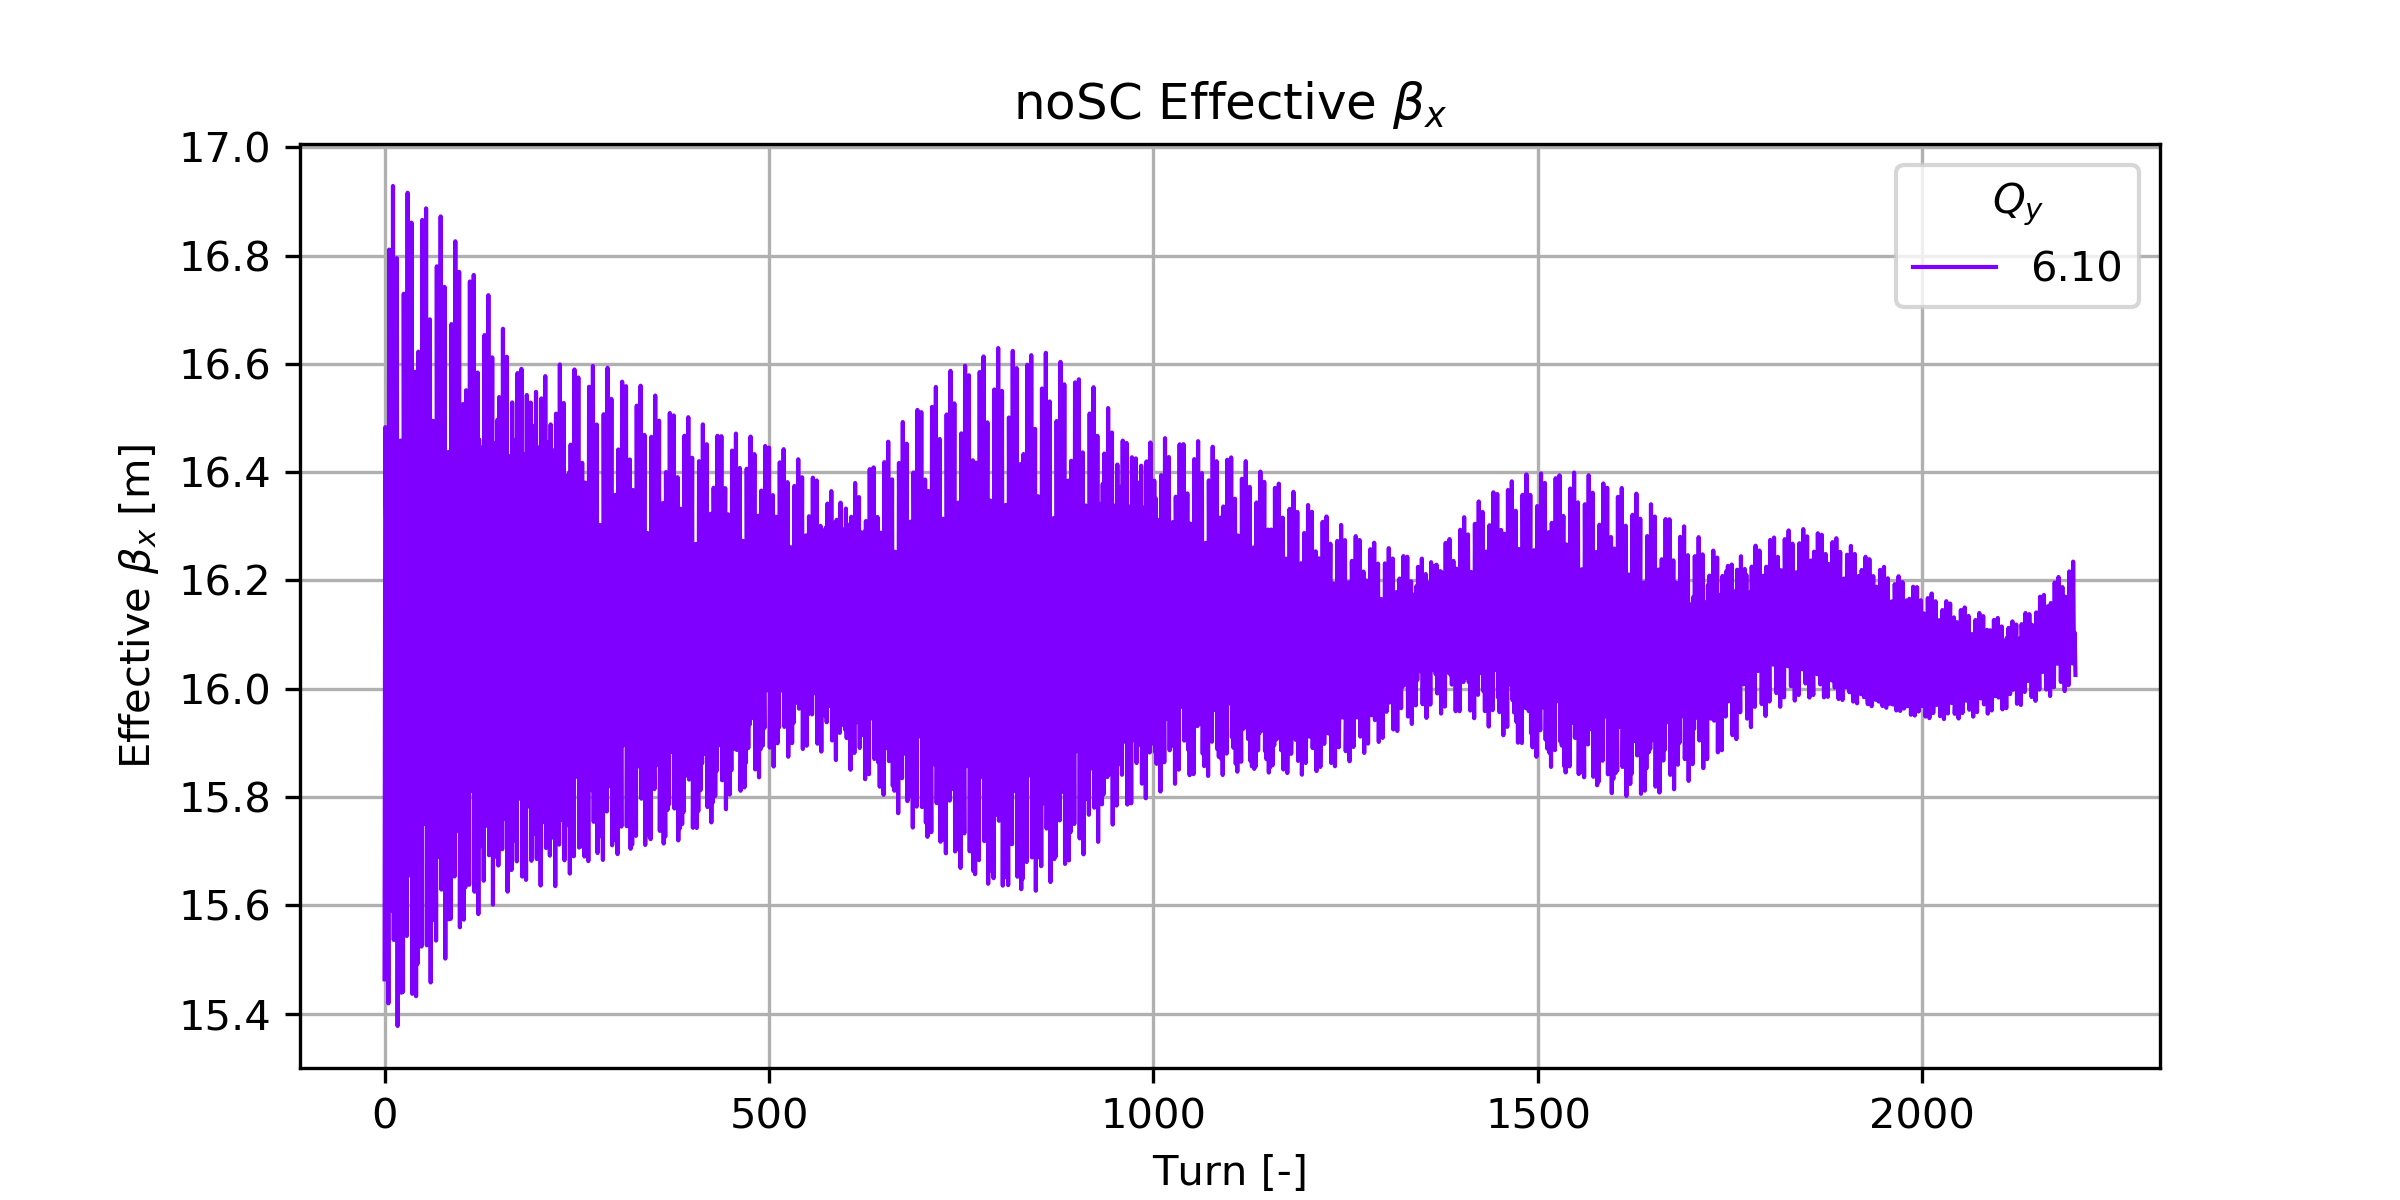 noSC Effective βx
17.0
16.8
16.6
16.4
16.2
16.0
15.8
15.6
15.4
Effective βx [m]
Qy
6.10
0 500 1000 1500 2000
Turn [-]